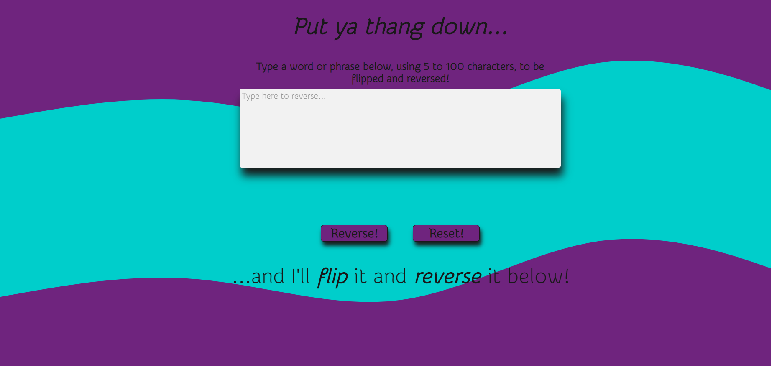 Put ya thang down...
Type a word or phrase below, using 5 to 100 characters, to be
flipped and reversed!
Type here to reverse...
Reverse! Reset!
...and I'll flip it and reverse it below!